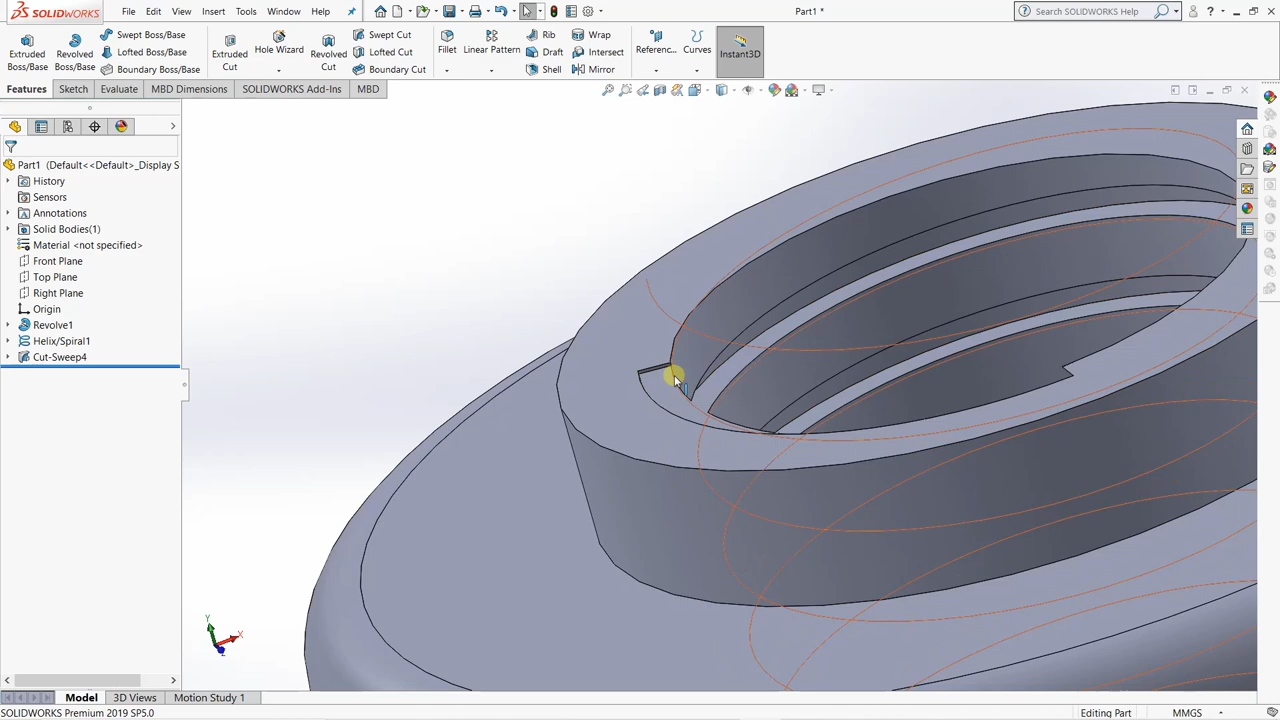 SOLIDWORKS File Edit View Insert Tools Window Help Part1 * Search SOLIDWORKS Help
Extruded Boss/Base
Revolved Boss/Base
Swept Boss/Base
Lofted Boss/Base
Boundary Boss/Base
Extruded Cut
Hole Wizard
Revolved Cut
Swept Cut
Lofted Cut
Boundary Cut
Fillet
Linear Pattern
Rib
Draft
Shell
Wrap
Intersect
Mirror
Referenc...
Curves
Instant3D
Features Sketch Evaluate MBD Dimensions SOLIDWORKS Add-Ins MBD
Part1 (Default<<Default>_Display S
History
Sensors
Annotations
Solid Bodies(1)
Material <not specified>
Front Plane
Top Plane
Right Plane
Origin
Revolve1
Helix/Spiral1
Cut-Sweep4
Y
X
Z
Model 3D Views Motion Study 1
SOLIDWORKS Premium 2019 SP5.0 Editing Part MMGS